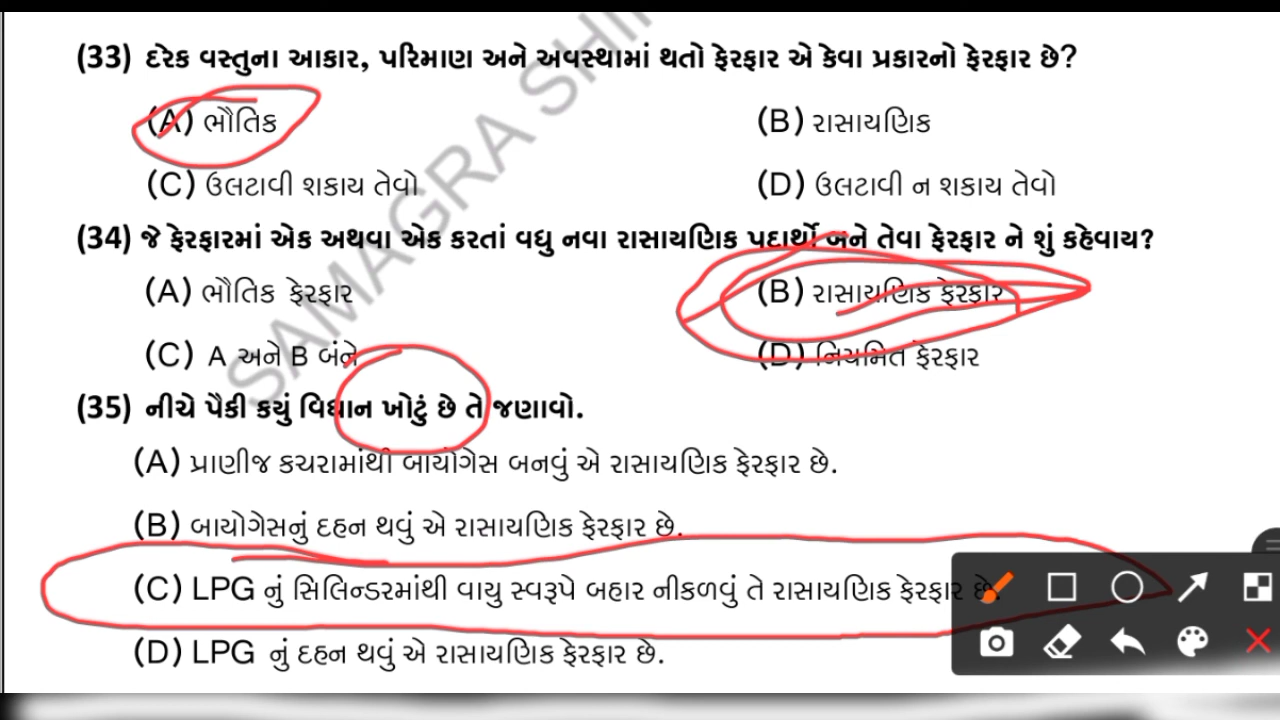 (33) દરેક વસ્તુના આકાર, પરિમાણ અને અવસ્થામાં થતો ફેરફાર એ કેવા પ્રકારનો ફેરફાર છે?
(A) ભૌતિક (B) રાસાયણિક
(C) ઉલટાવી શકાય તેવો (D) ઉલટાવી ન શકાય તેવો
(34) જે ફેરફારમાં એક અથવા એક કરતાં વધુ નવા રાસાયણિક પદાર્થો બને તેવા ફેરફાર ને શું કહેવાય?
(A) ભૌતિક ફેરફાર (B) રાસાયણિક ફેરફાર
(C) A અને B બંને (D) નિયમિત ફેરફાર
(35) નીચે પૈકી કયું વિધાન ખોટું છે તે જણાવો.
(A) પ્રાણીજ કચરામાંથી બાયોગેસ બનવું એ રાસાયણિક ફેરફાર છે.
(B) બાયોગેસનું દહન થવું એ રાસાયણિક ફેરફાર છે.
(C) LPG નું સિલિન્ડરમાંથી વાયુ સ્વરૂપે બહાર નીકળવું તે રાસાયણિક ફેરફાર છે.
(D) LPG નું દહન થવું એ રાસાયણિક ફેરફાર છે.
SAMAGRA